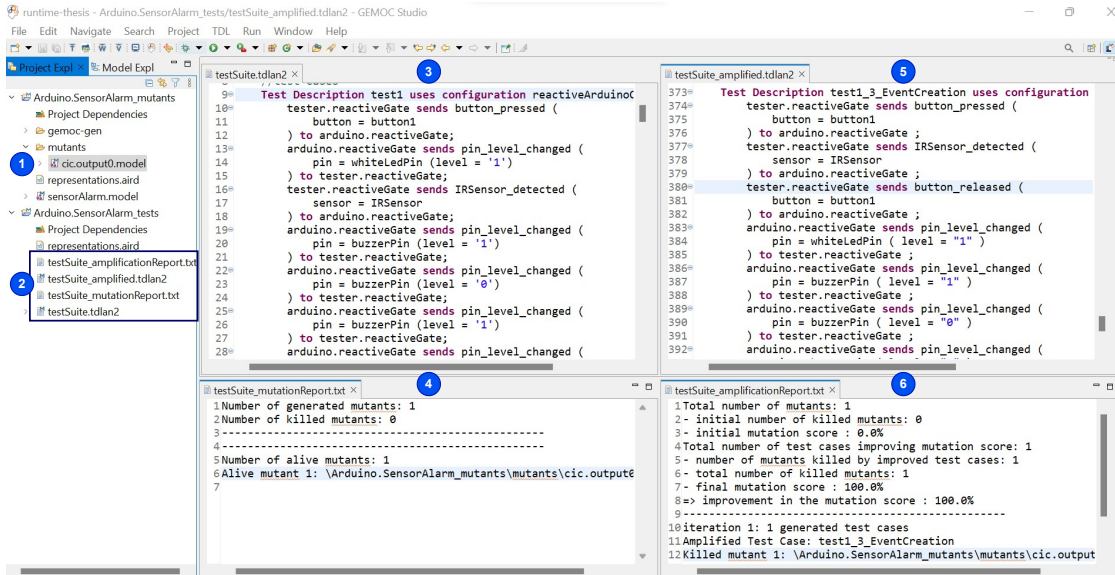 runtime-thesis - Arduino.SensorAlarm_tests/testSuite_amplified.tdlan2 - GEMOC Studio
File Edit Navigate Search Project TDL Run Window Help
Project Expl Model Expl
Arduino.SensorAlarm_mutants
Project Dependencies
gemoc-gen
mutants
1
cic.output0.model
representations.aird
sensorAlarm.model
Arduino.SensorAlarm_tests
Project Dependencies
representations.aird
testSuite_amplificationReport.txt
testSuite_amplified.tdlan2
2
testSuite_mutationReport.txt
testSuite.tdlan2
testSuite.tdlan2
3
9 Test Description test1 uses configuration reactiveArduinoC
10 tester.reactiveGate sends button_pressed (
11 button = button1
12 ) to arduino.reactiveGate;
13 arduino.reactiveGate sends pin_level_changed (
14 pin = whiteLedPin (level = '1')
15 ) to tester.reactiveGate;
16 tester.reactiveGate sends IRSensor_detected (
17 sensor = IRSensor
18 ) to arduino.reactiveGate;
19 arduino.reactiveGate sends pin_level_changed (
20 pin = buzzerPin (level = '1')
21 ) to tester.reactiveGate;
22 arduino.reactiveGate sends pin_level_changed (
23 pin = buzzerPin (level = '0')
24 ) to tester.reactiveGate;
25 arduino.reactiveGate sends pin_level_changed (
26 pin = buzzerPin (level = '1')
27 ) to tester.reactiveGate;
28 arduino.reactiveGate sends pin_level_changed (
testSuite_amplified.tdlan2
5
373 Test Description test1_3_EventCreation uses configuration
374 tester.reactiveGate sends button_pressed (
375 button = button1
376 ) to arduino.reactiveGate ;
377 tester.reactiveGate sends IRSensor_detected (
378 sensor = IRSensor
379 ) to arduino.reactiveGate ;
380 tester.reactiveGate sends button_released (
381 button = button1
382 ) to arduino.reactiveGate ;
383 arduino.reactiveGate sends pin_level_changed (
384 pin = whiteLedPin ( level = "1" )
385 ) to tester.reactiveGate ;
386 arduino.reactiveGate sends pin_level_changed (
387 pin = buzzerPin ( level = "1" )
388 ) to tester.reactiveGate ;
389 arduino.reactiveGate sends pin_level_changed (
390 pin = buzzerPin ( level = "0" )
391 ) to tester.reactiveGate ;
392 arduino.reactiveGate sends pin_level_changed (
testSuite_mutationReport.txt
4
1 Number of generated mutants: 1
2 Number of killed mutants: 0
3 --------------------------------------------------
4 --------------------------------------------------
5 Number of alive mutants: 1
6 Alive mutant 1: \Arduino.SensorAlarm_mutants\mutants\cic.output0
7
testSuite_amplificationReport.txt
6
1 Total number of mutants: 1
2 - initial number of killed mutants: 0
3 - initial mutation score : 0.0%
4 Total number of test cases improving mutation score: 1
5 - number of mutants killed by improved test cases: 1
6 - total number of killed mutants: 1
7 - final mutation score : 100.0%
8 => improvement in the mutation score : 100.0%
9 --------------------------------------------------
10 iteration 1: 1 generated test cases
11 Amplified Test Case: test1_3_EventCreation
12 Killed mutant 1: \Arduino.SensorAlarm_mutants\mutants\cic.output